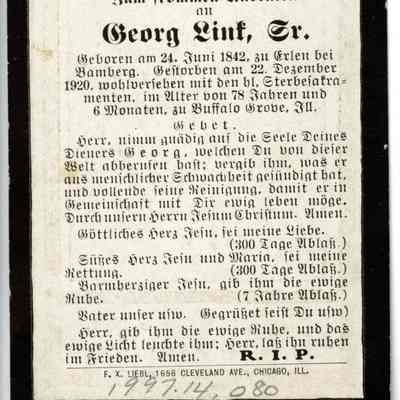 Zum frommen Andenken
an
Georg Link, Sr.
Geboren am 24. Juni 1842, zu Erlen bei
Bamberg. Gestorben am 22. Dezember
1920, wohlversehen mit den hl. Sterbesakra-
menten, im Alter von 78 Jahren und
6 Monaten, zu Buffalo Grove, Ill.
Gebet.
Herr, nimm gnädig auf die Seele Deines
Dieners Georg, welchen Du von dieser
Welt abberufen hast; vergib ihm, was er
aus menschlicher Schwachheit gesündigt hat,
und vollende seine Reinigung, damit er in
Gemeinschaft mit Dir ewig leben möge.
Durch unsern Herrn Jesum Christum. Amen.
Göttliches Herz Jesu, sei meine Liebe.
(300 Tage Ablaß.)
Süßes Herz Jesu und Maria, sei meine
Rettung. (300 Tage Ablaß.)
Barmherziger Jesu, gib ihm die ewige
Ruhe. (7 Jahre Ablaß.)
Vater unser usw. Gegrüßet seist Du usw)
Herr, gib ihm die ewige Ruhe, und das
ewige Licht leuchte ihm; Herr, laß ihn ruhen
im Frieden. Amen. R. I. P.
F. X. LIEBL, 1656 CLEVELAND AVE., CHICAGO, ILL.
1997.14.080